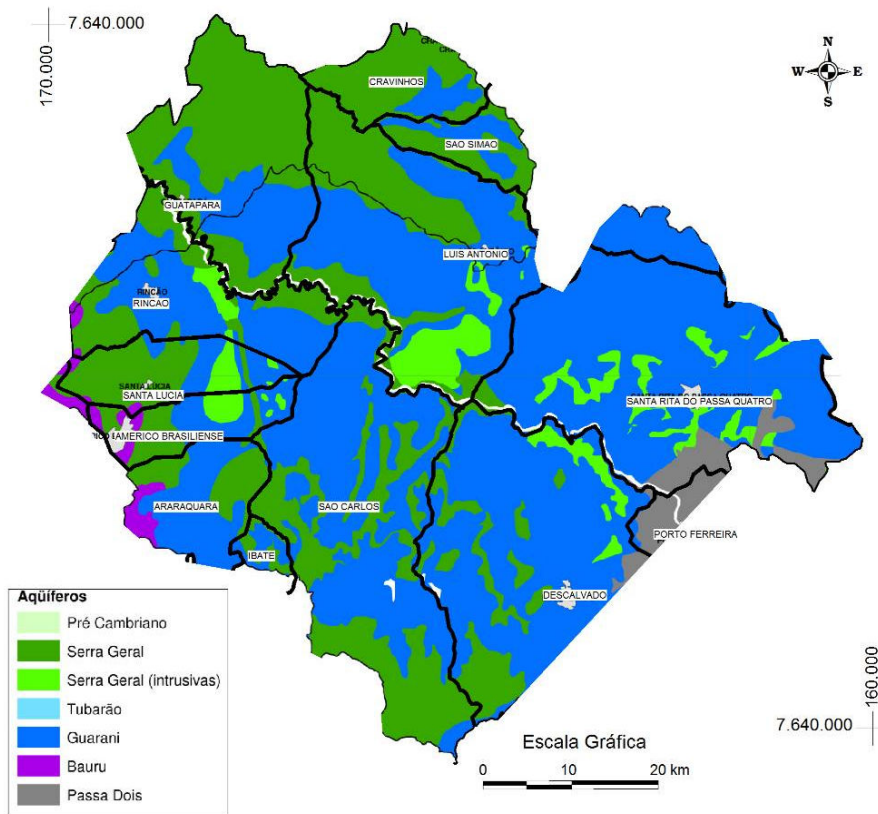 7.640.000
170.000
N
W E
S
CRAVINHOS
SAO SIMAO
GUATAPARA
LUIS ANTONIO
RINCÃO
RINCAO
SANTA LUCIA
SANTA LUCIA
SANTA RITA DO PASSA QUATRO
AMERICO BRASILIENSE
ARARAQUARA
SAO CARLOS
PORTO FERREIRA
IBATE
DESCALVADO
Aqüíferos
Pré Cambriano
Serra Geral
Serra Geral (intrusivas)
Tubarão
Guarani
Bauru
Passa Dois
160.000
7.640.000
Escala Gráfica
0 10 20 km